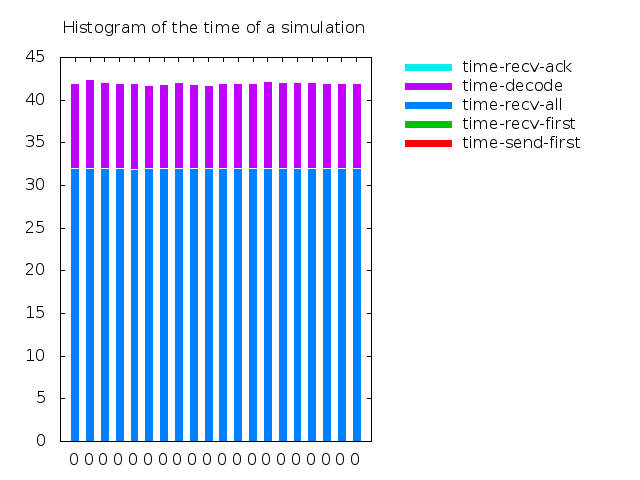 Histogram of the time of a simulation
45
40
35
30
25
20
15
10
5
0
0 0 0 0 0 0 0 0 0 0 0 0 0 0 0 0 0 0 0 0
time-recv-ack
time-decode
time-recv-all
time-recv-first
time-send-first